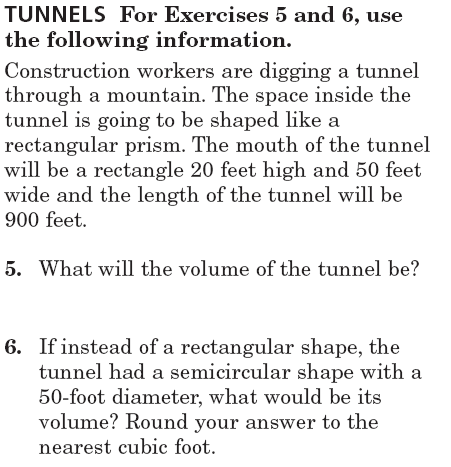 TUNNELS For Exercises 5 and 6, use
the following information.
Construction workers are digging a tunnel
through a mountain. The space inside the
tunnel is going to be shaped like a
rectangular prism. The mouth of the tunnel
will be a rectangle 20 feet high and 50 feet
wide and the length of the tunnel will be
900 feet.
5. What will the volume of the tunnel be?
6. If instead of a rectangular shape, the
tunnel had a semicircular shape with a
50-foot diameter, what would be its
volume? Round your answer to the
nearest cubic foot.